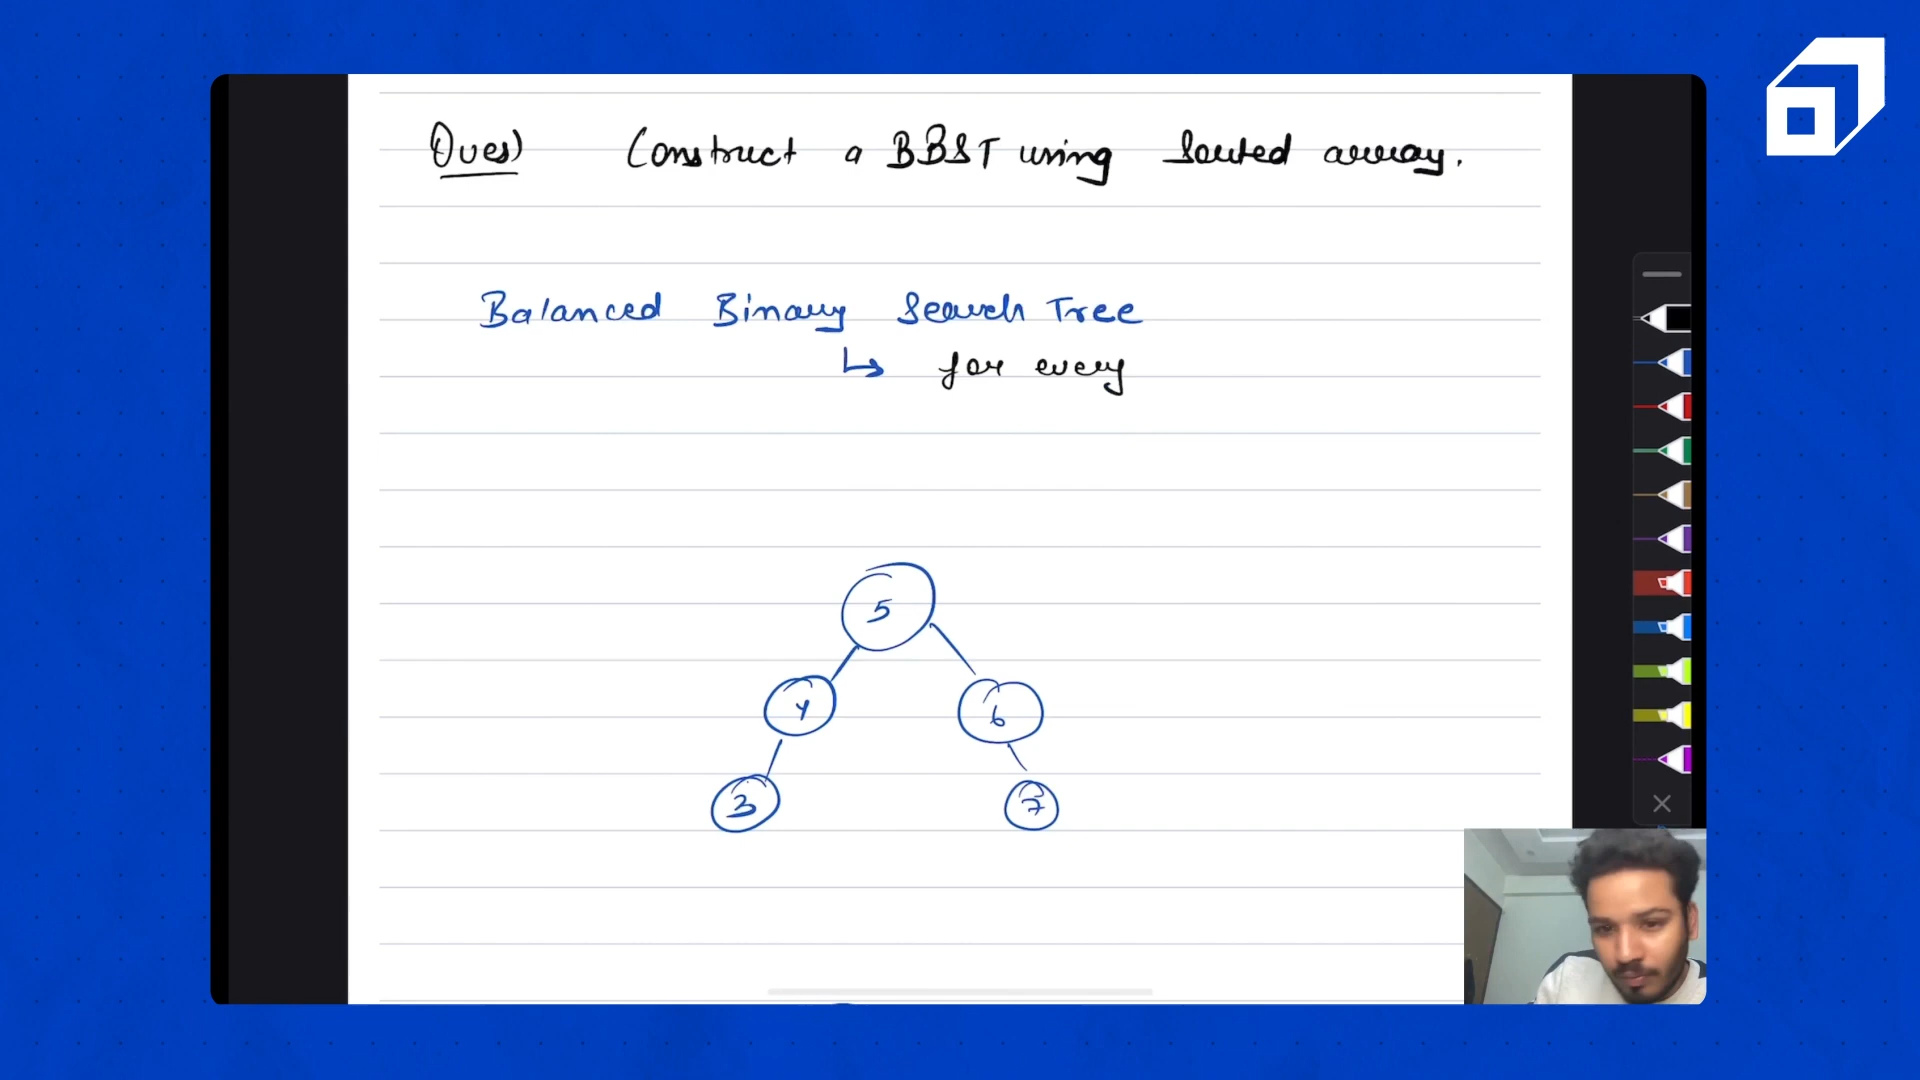 Ques) Construct a BBST using Sorted array.
Balanced Binary Search Tree
↳ for every
5
4 6
3 7